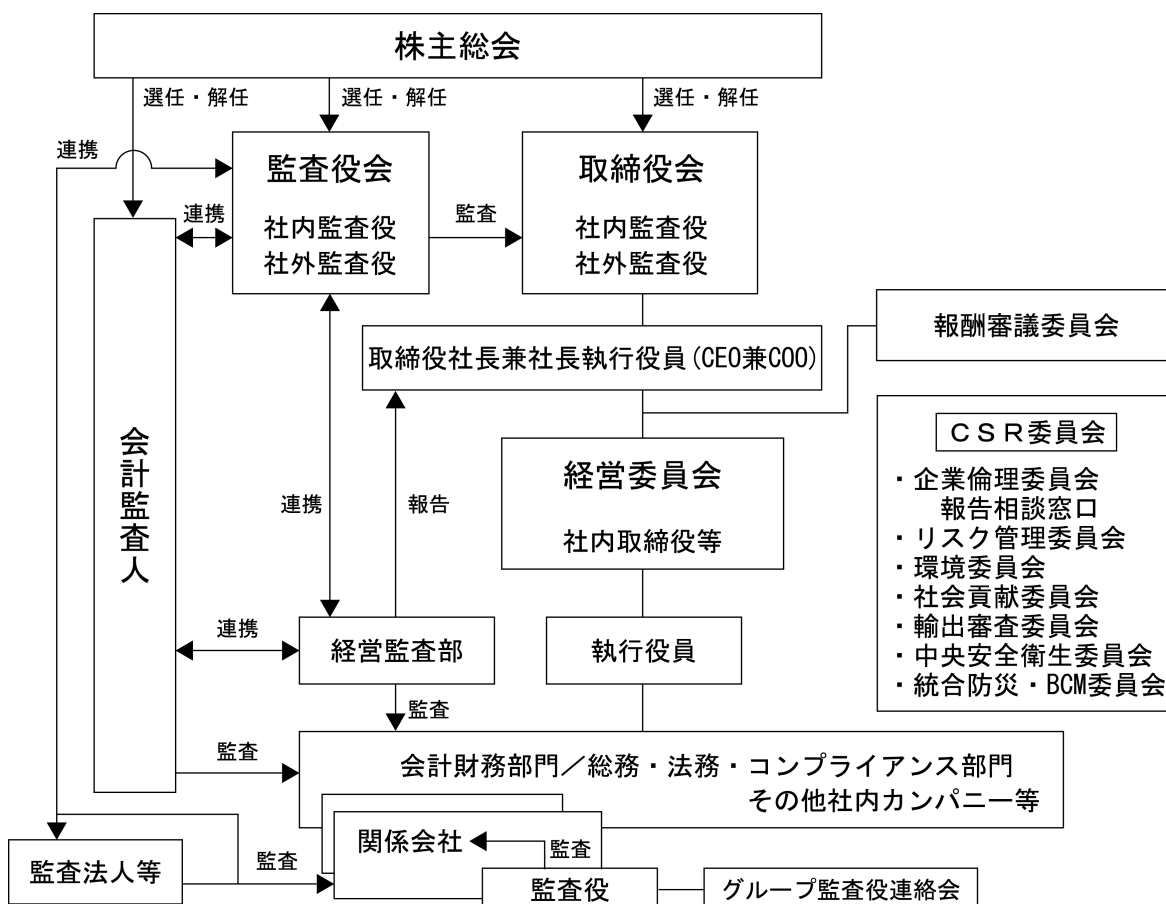 株主総会
選任・解任
選任・解任
選任・解任
連携
監査役会
社内監査役
社外監査役
連携
監査
取締役会
社内監査役
社外監査役
報酬審議委員会
取締役社長兼社長執行役員(CEO兼COO)
会計監査人
連携
報告
経営委員会
社内取締役等
CSR委員会
・企業倫理委員会
報告相談窓口
・リスク管理委員会
・環境委員会
・社会貢献委員会
・輸出審査委員会
・中央安全衛生委員会
・統合防災・BCM委員会
連携
経営監査部
執行役員
監査
監査
会計財務部門/総務・法務・コンプライアンス部門
その他社内カンパニー等
監査法人等
監査
関係会社
監査
監査役
グループ監査役連絡会